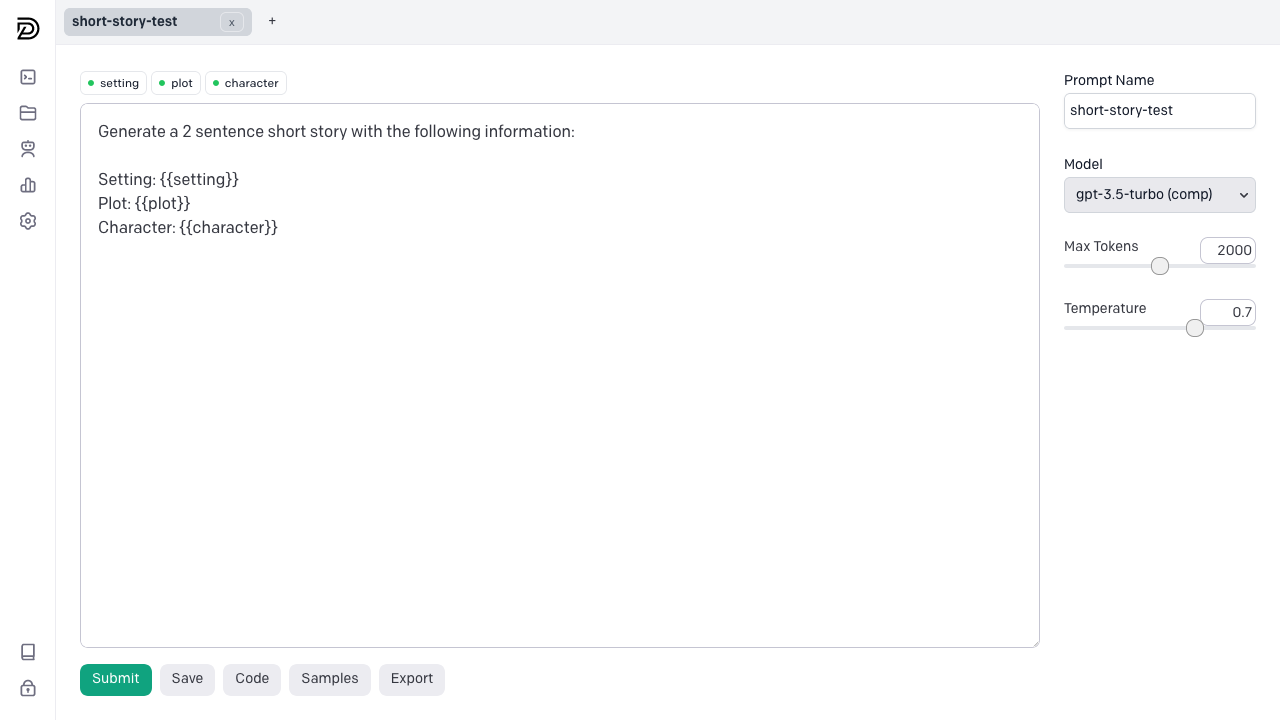 short-story-test x +
setting plot character
Generate a 2 sentence short story with the following information:
Setting: {{setting}}
Plot: {{plot}}
Character: {{character}}
Submit Save Code Samples Export
Prompt Name
short-story-test
Model
gpt-3.5-turbo (comp)
Max Tokens 2000
Temperature 0.7